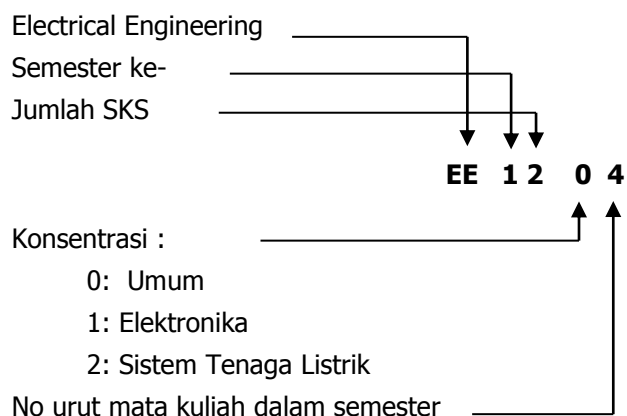 Electrical Engineering
Semester ke-
Jumlah SKS
EE 1 2 0 4
Konsentrasi :
0: Umum
1: Elektronika
2: Sistem Tenaga Listrik
No urut mata kuliah dalam semester